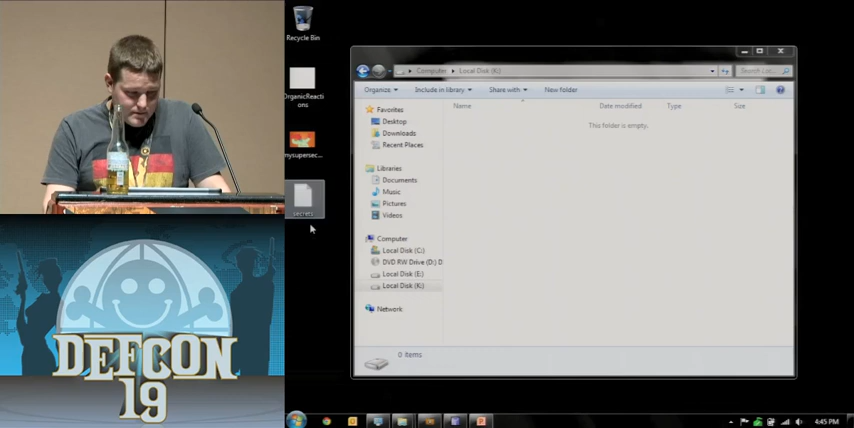 Recycle Bin
OrganicReacti
ons
mysupersec...
secrets
Computer
Local Disk (K:)
Search Loc...
Organize
Include in library
Share with
New folder
Name
Date modified
Type
Size
This folder is empty.
Favorites
Desktop
Downloads
Recent Places
Libraries
Documents
Music
Pictures
Videos
Computer
Local Disk (C:)
DVD RW Drive (D:) D
Local Disk (E:)
Local Disk (K:)
Network
0 items
4:45 PM
DEFCON
19